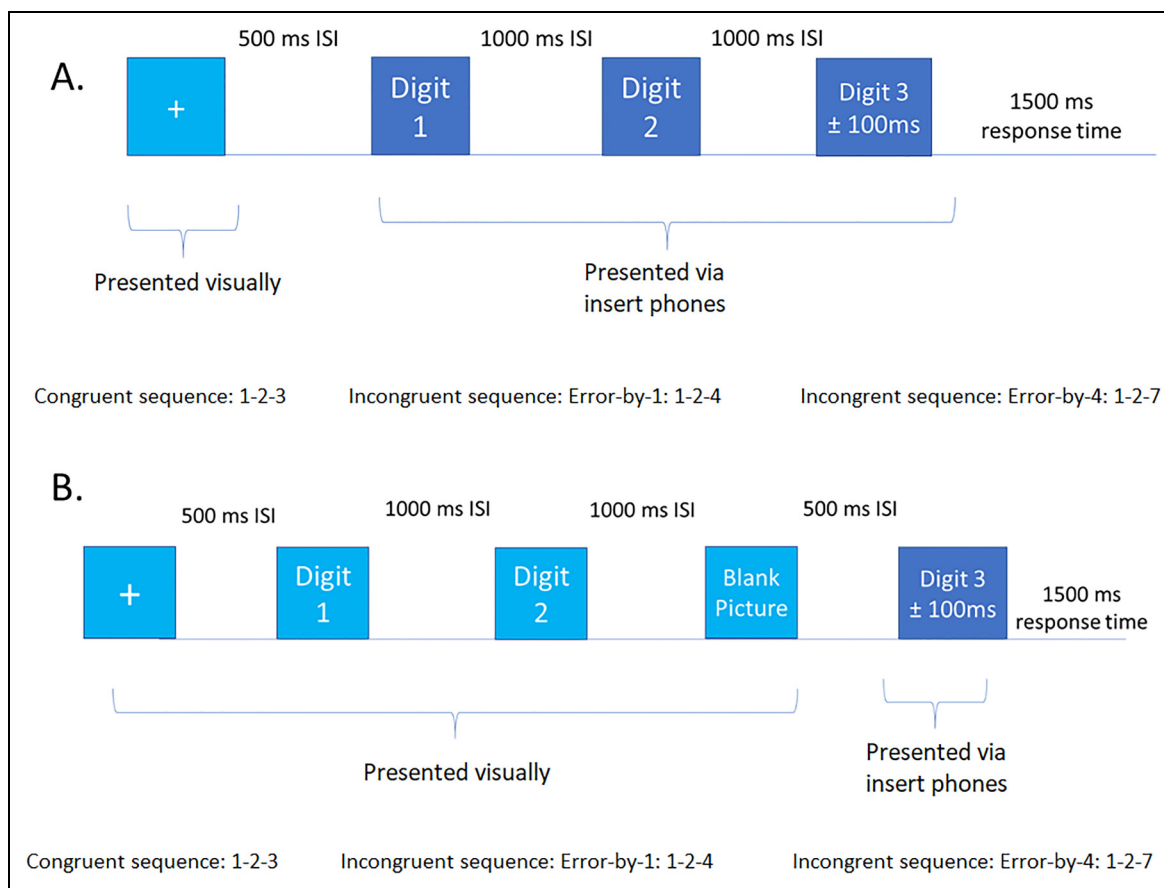 500 ms ISI
1000 ms ISI
1000 ms ISI
A.
+
Digit
1
Digit
2
Digit 3
± 100ms
1500 ms
response time
Presented visually
Presented via
insert phones
Congruent sequence: 1-2-3
Incongruent sequence: Error-by-1: 1-2-4
Incongrent sequence: Error-by-4: 1-2-7
B.
500 ms ISI
1000 ms ISI
1000 ms ISI
500 ms ISI
+
Digit
1
Digit
2
Blank
Picture
Digit 3
± 100ms
1500 ms
response time
Presented visually
Presented via
insert phones
Congruent sequence: 1-2-3
Incongruent sequence: Error-by-1: 1-2-4
Incongrent sequence: Error-by-4: 1-2-7